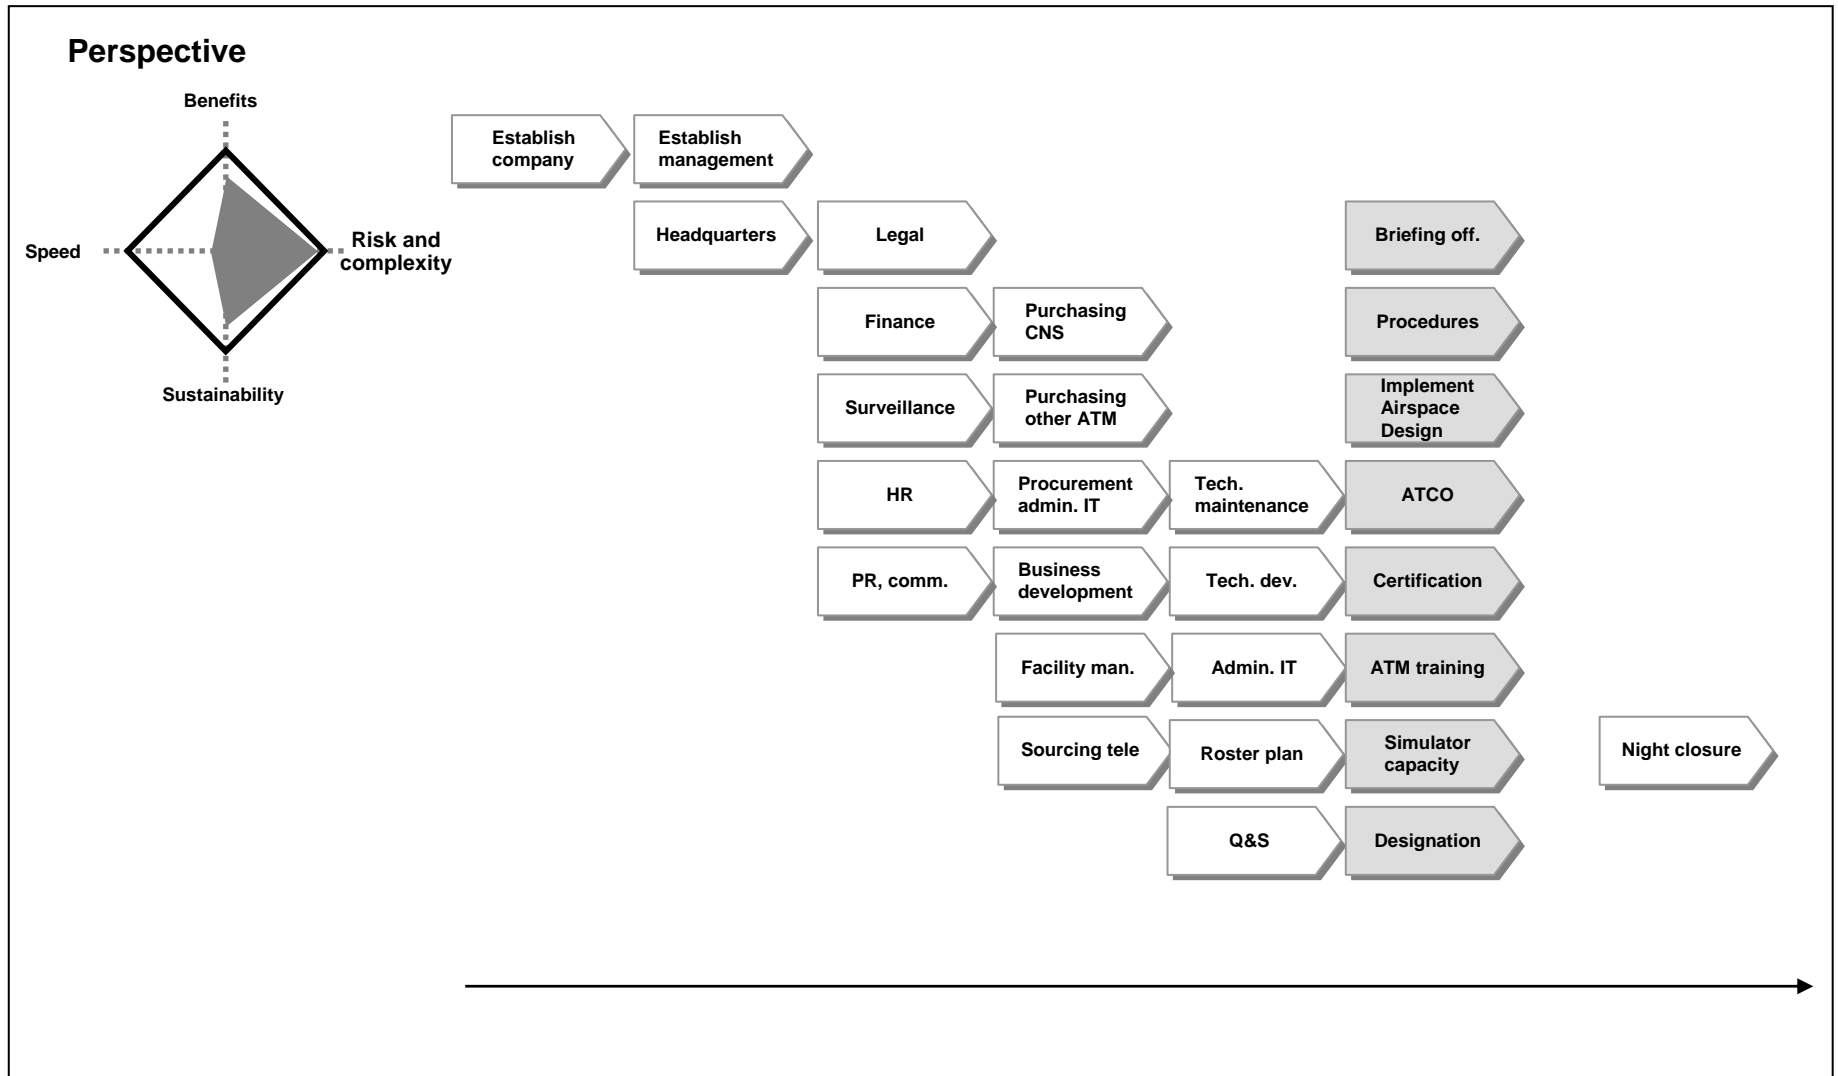 Perspective
Benefits
Speed
Risk and
complexity
Sustainability
Establish
company
Establish
management
Headquarters
Legal
Briefing off.
Finance
Purchasing
CNS
Procedures
Surveillance
Purchasing
other ATM
Implement
Airspace
Design
HR
Procurement
admin. IT
Tech.
maintenance
ATCO
PR, comm.
Business
development
Tech. dev.
Certification
Facility man.
Admin. IT
ATM training
Sourcing tele
Roster plan
Simulator
capacity
Night closure
Q&S
Designation